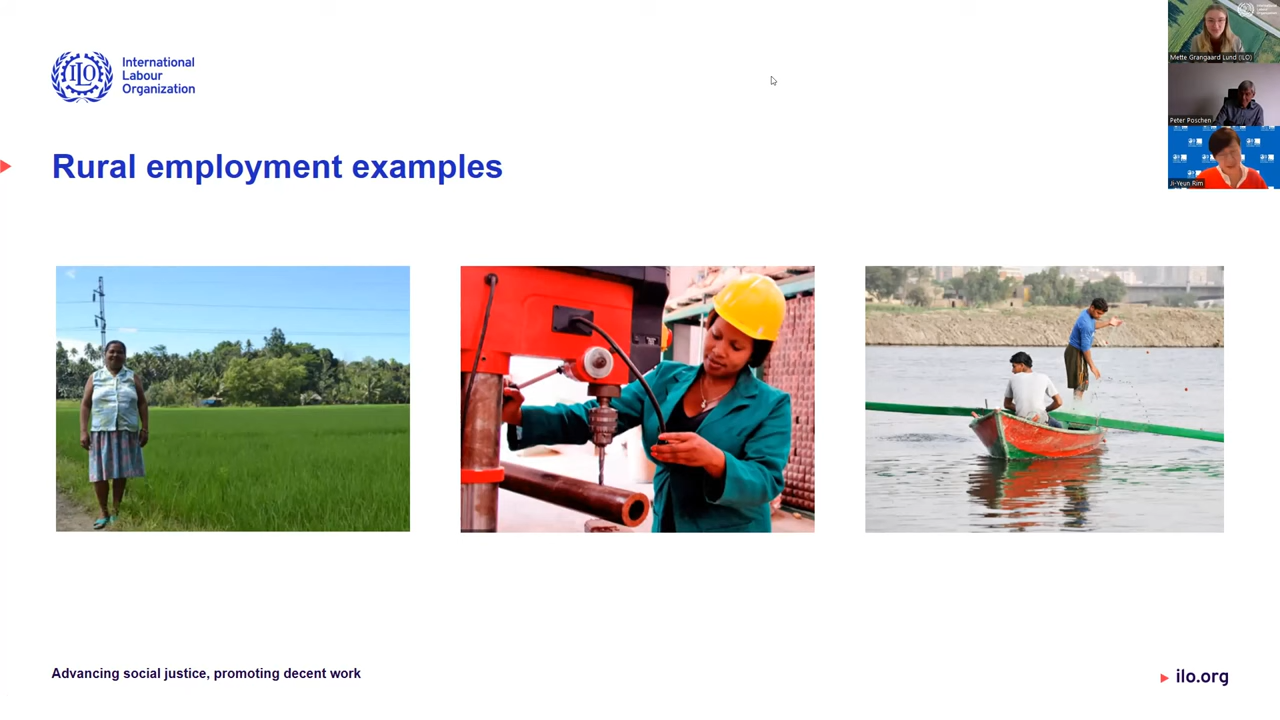 International
Labour
Organization
ILO
Mette Grangaard Lund (ILO)
Peter Poschen
Ji-Yeun Rim
Rural employment examples
Advancing social justice, promoting decent work
ilo.org